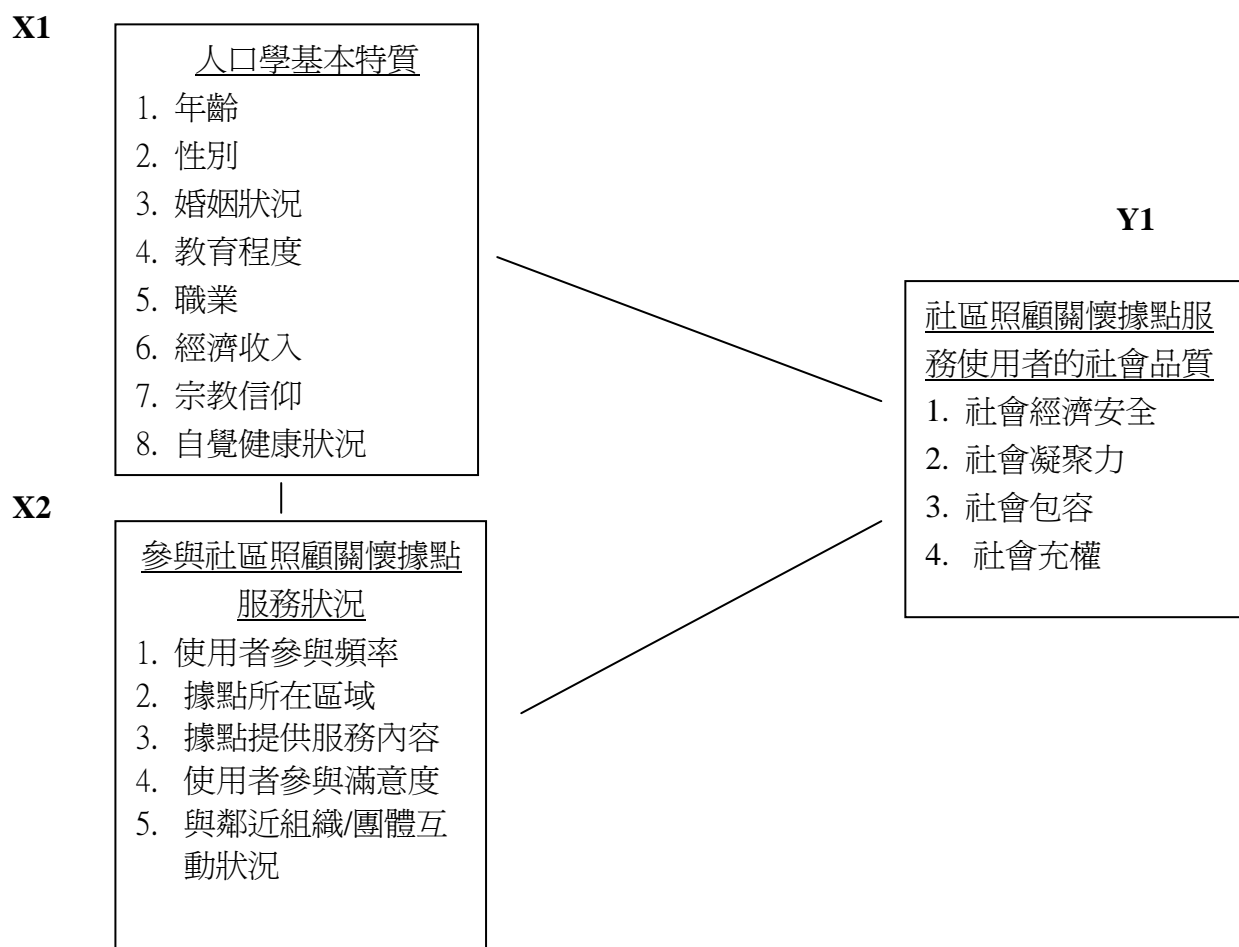 X1
人口學基本特質
1. 年齡
2. 性別
3. 婚姻狀況
4. 教育程度
5. 職業
6. 經濟收入
7. 宗教信仰
8. 自覺健康狀況
X2
參與社區照顧關懷據點
服務狀況
1. 使用者參與頻率
2. 據點所在區域
3. 據點提供服務內容
4. 使用者參與滿意度
5. 與鄰近組織/團體互
動狀況
Y1
社區照顧關懷據點服
務使用者的社會品質
1. 社會經濟安全
2. 社會凝聚力
3. 社會包容
4. 社會充權